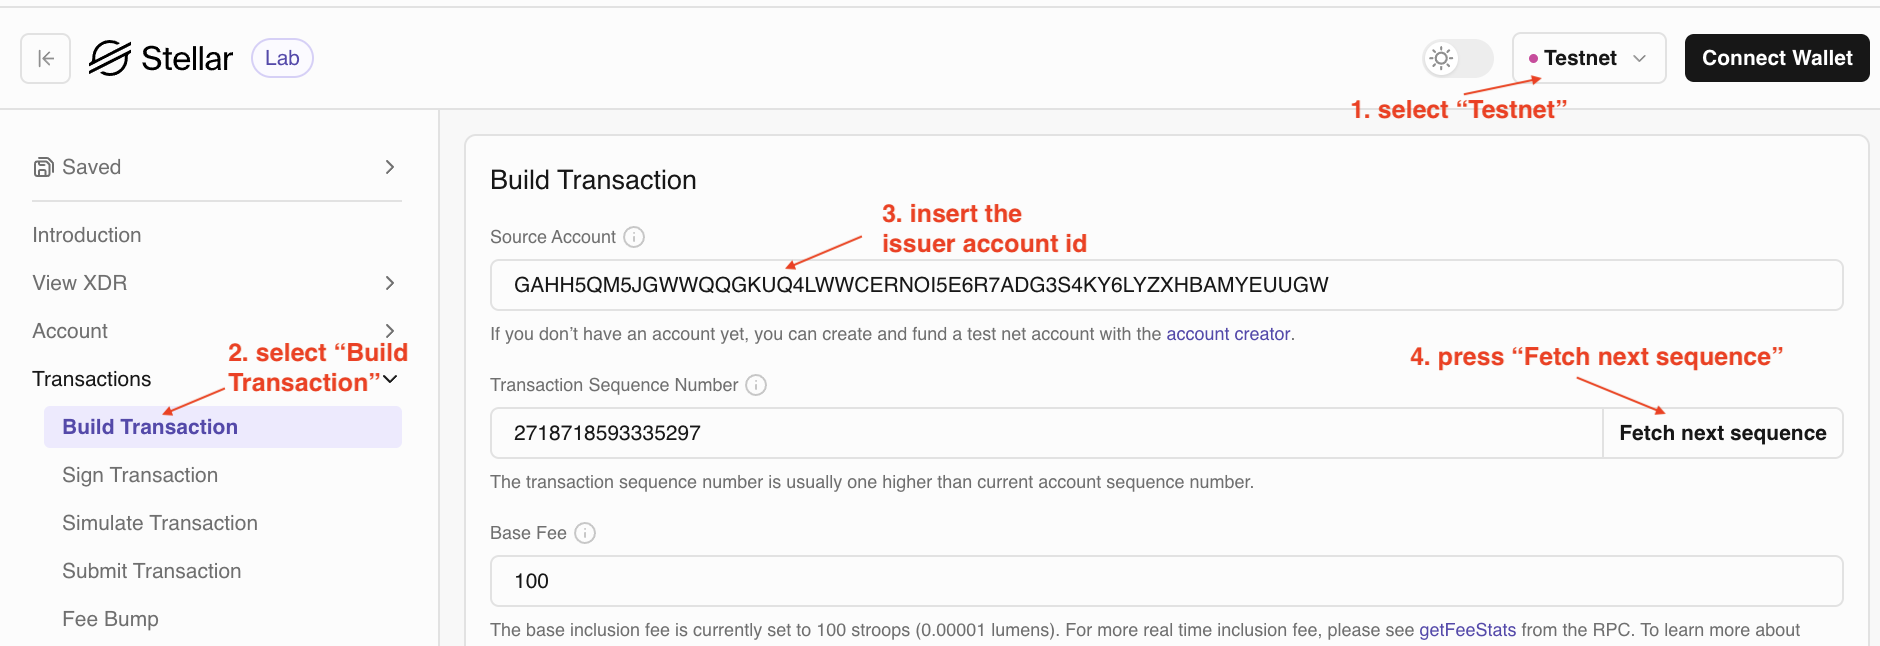 Stellar Lab
Testnet
Connect Wallet
1. select “Testnet”
Saved
Introduction
View XDR
Account
2. select “Build
Transaction”
Transactions
Build Transaction
Sign Transaction
Simulate Transaction
Submit Transaction
Fee Bump
Build Transaction
3. insert the
issuer account id
Source Account
GAHH5QM5JGWWQQGKUQ4LWWCERNOI5E6R7ADG3S4KY6LYZXHBAMYEUUGW
If you don’t have an account yet, you can create and fund a test net account with the account creator.
4. press “Fetch next sequence”
Transaction Sequence Number
2718718593335297
Fetch next sequence
The transaction sequence number is usually one higher than current account sequence number.
Base Fee
100
The base inclusion fee is currently set to 100 stroops (0.00001 lumens). For more real time inclusion fee, please see getFeeStats from the RPC. To learn more about